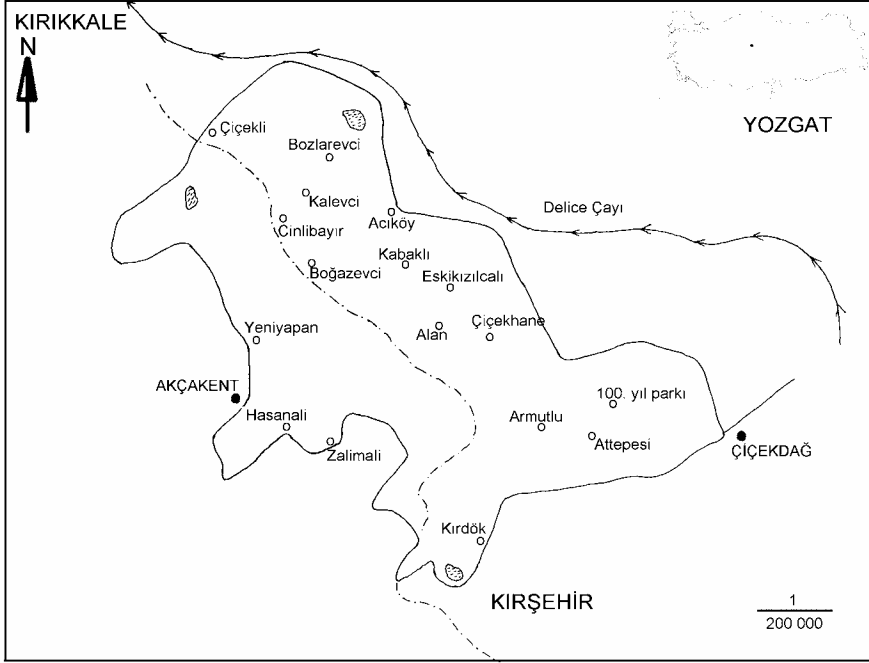 KIRIKKALE
N
YOZGAT
Çiçekli
Bozlarevci
Kalevci
Cinlibayır
Acıköy
Delice Çayı
Kabaklı
Boğazevci
Eskikızılcalı
Yeniyapan
Alan
Çiçekhane
AKÇAKENT
100. yıl parkı
Hasanali
Armutlu
Zalimali
Attepesi
ÇİÇEKDAĞ
Kırdök
KIRŞEHİR
1
200 000